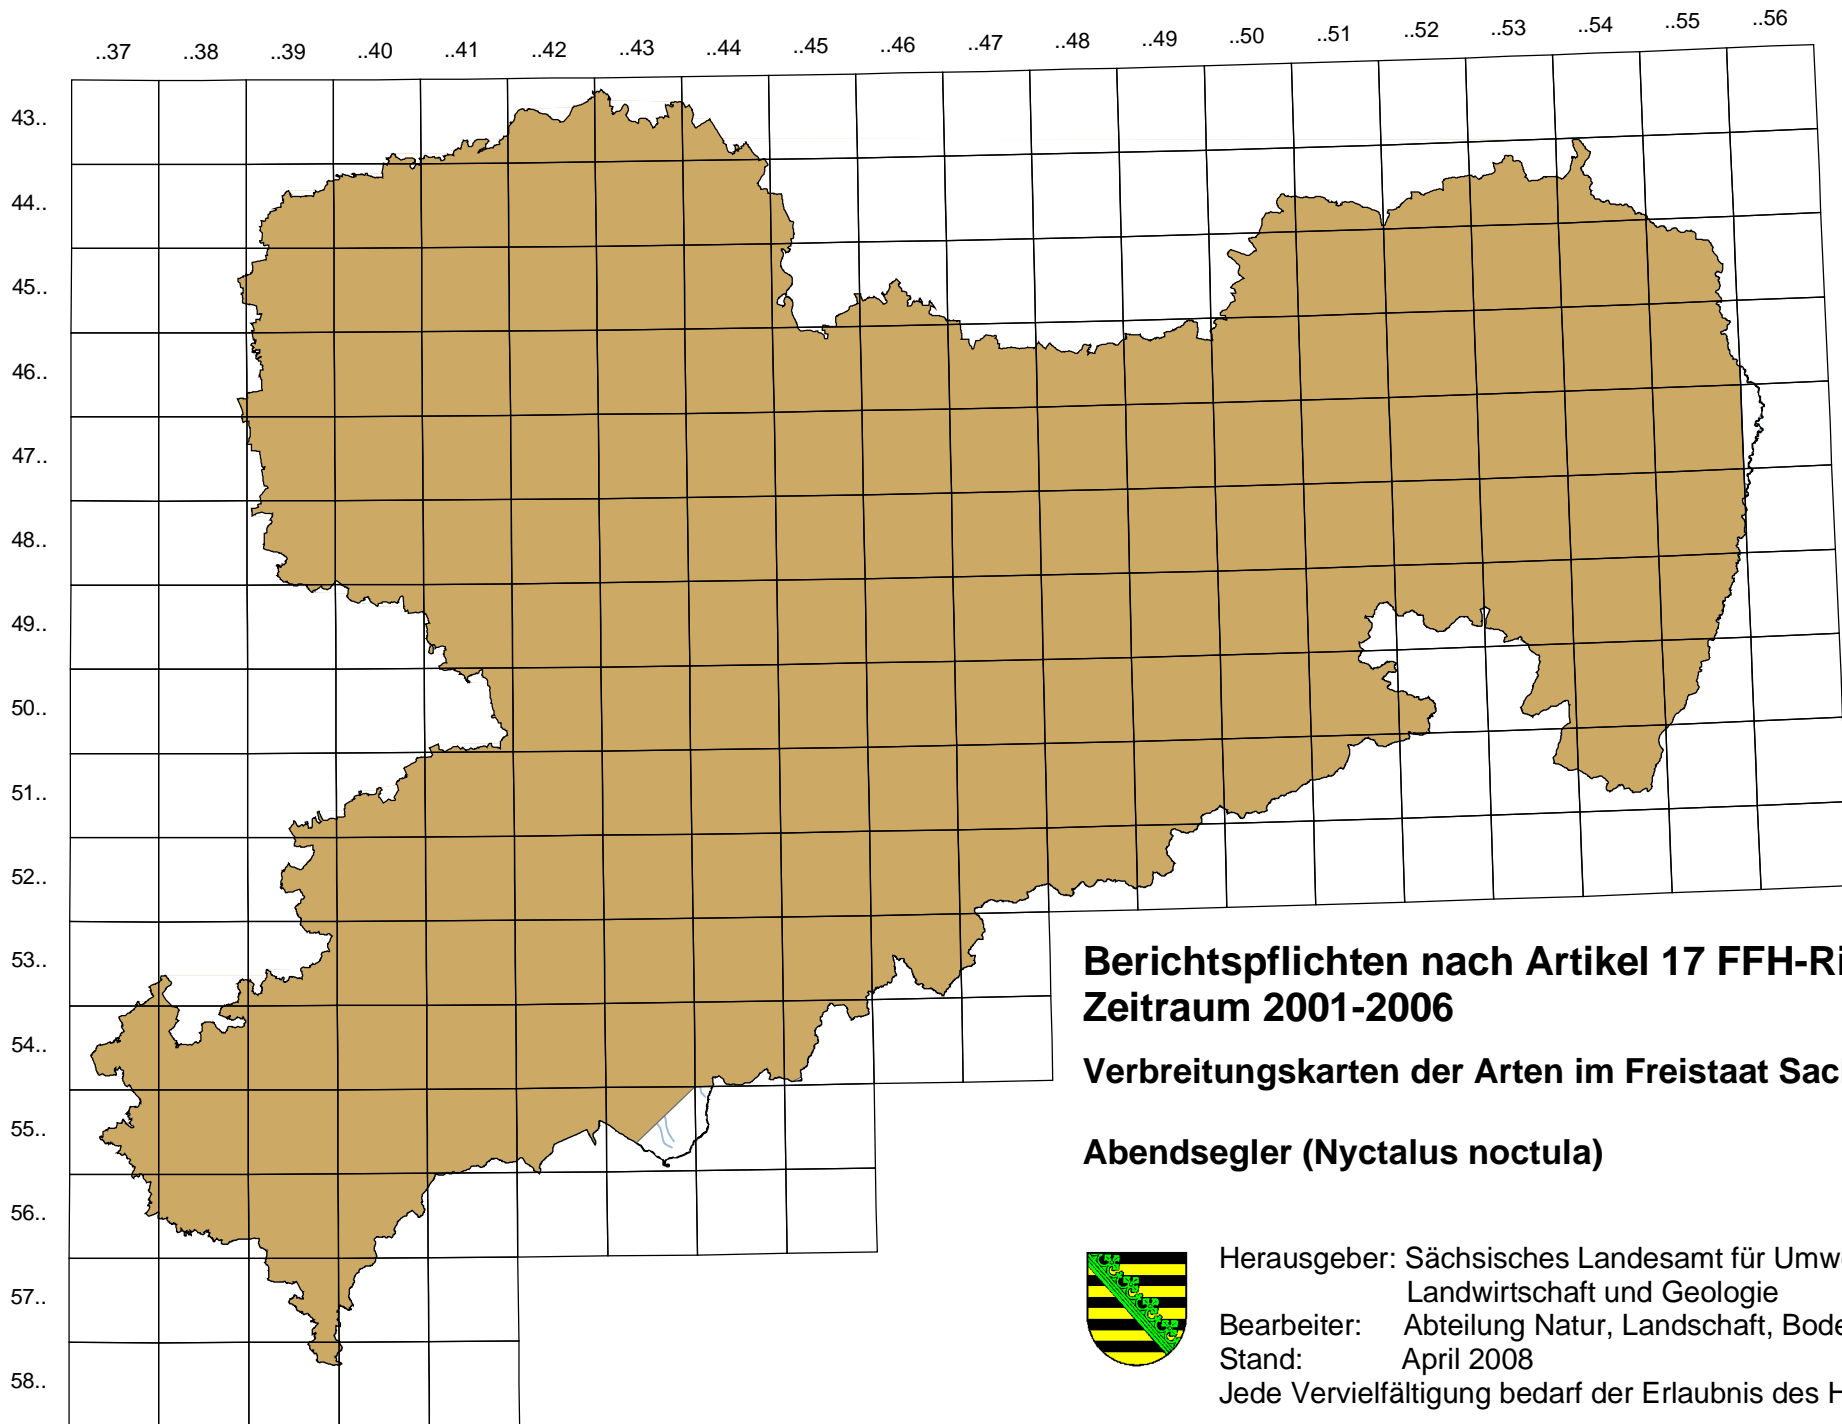 ..37 ..38 ..39 ..40 ..41 ..42 ..43 ..44 ..45 ..46 ..47 ..48 ..49 ..50 ..51 ..52 ..53 ..54 ..55 ..56
43..
44..
45..
46..
47..
48..
49..
50..
51..
52..
53..
54..
55..
56..
57..
58..
Berichtspflichten nach Artikel 17 FFH-Ri
Zeitraum 2001-2006
Verbreitungskarten der Arten im Freistaat Sac
Abendsegler (Nyctalus noctula)
Herausgeber: Sächsisches Landesamt für Umw
Landwirtschaft und Geologie
Bearbeiter: Abteilung Natur, Landschaft, Bode
Stand: April 2008
Jede Vervielfältigung bedarf der Erlaubnis des H